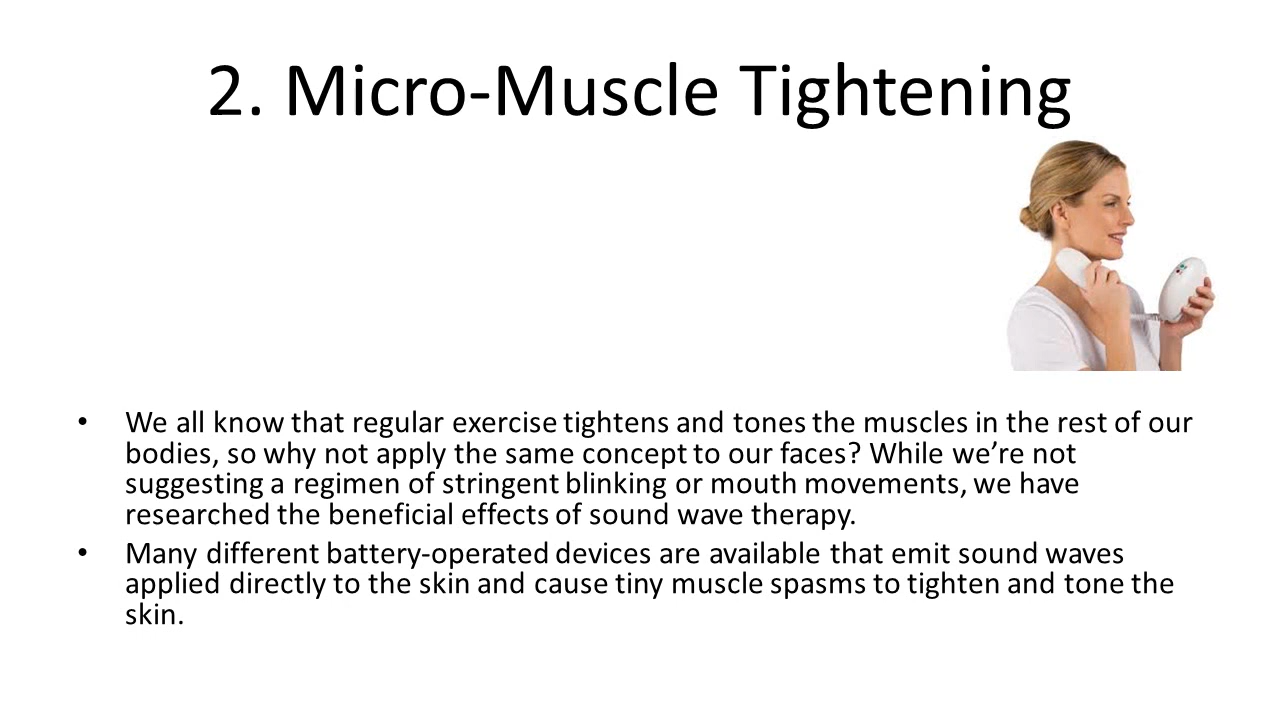 2. Micro-Muscle Tightening
• We all know that regular exercise tightens and tones the muscles in the rest of our
bodies, so why not apply the same concept to our faces? While we’re not
suggesting a regimen of stringent blinking or mouth movements, we have
researched the beneficial effects of sound wave therapy.
• Many different battery-operated devices are available that emit sound waves
applied directly to the skin and cause tiny muscle spasms to tighten and tone the
skin.